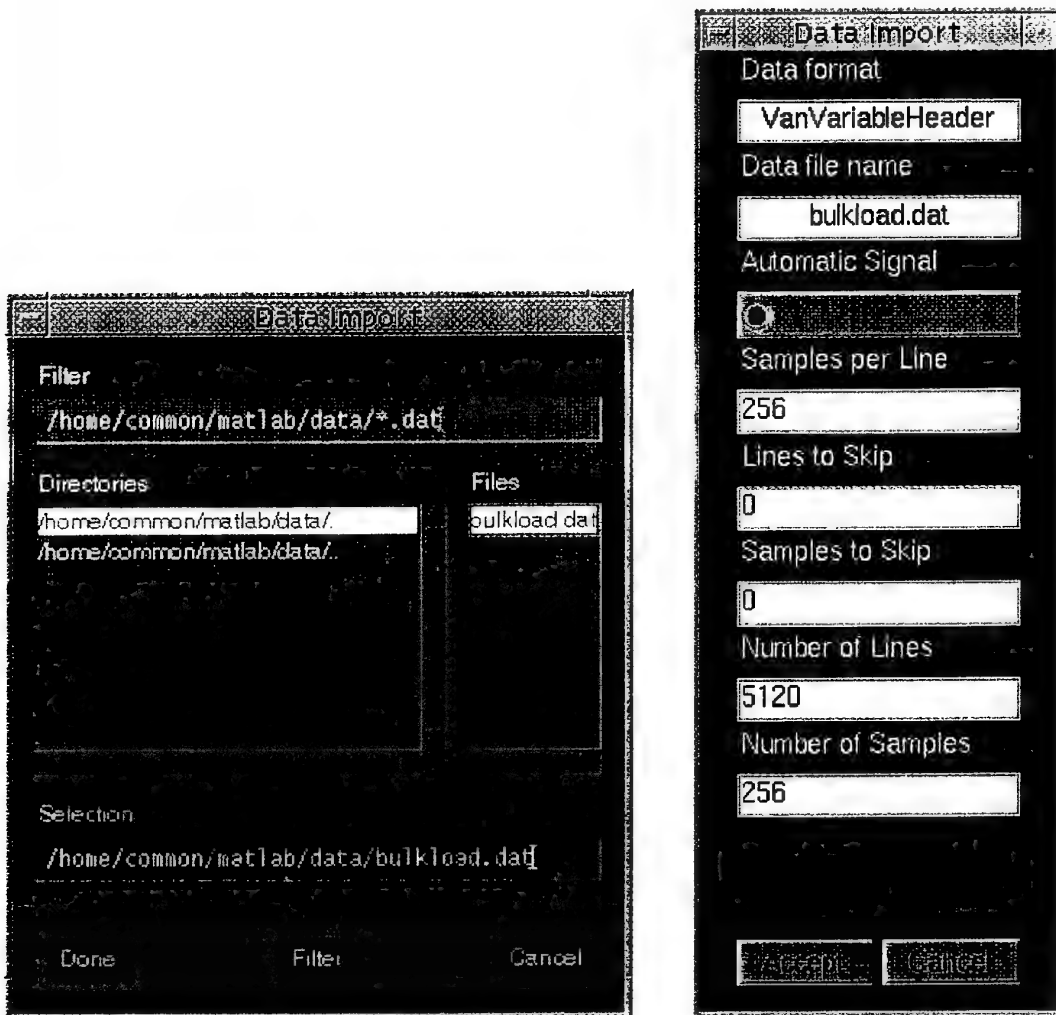 Data Import
Filter
/home/common/matlab/data/*.dat
Directories
/home/common/matlab/data/.
/home/common/matlab/data/..
Files
bulkload.dat
Selection
/home/common/matlab/data/bulkload.dat
Done
Filter
Cancel
Data Import
Data format
VanVariableHeader
Data file name
bulkload.dat
Automatic Signal
Samples per Line
256
Lines to Skip
0
Samples to Skip
0
Number of Lines
5120
Number of Samples
256
Accept
Cancel